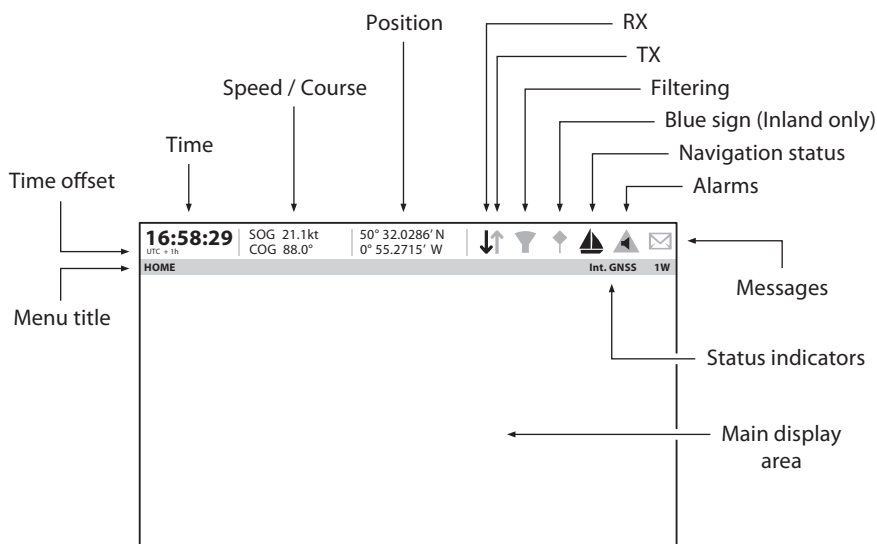 Position
RX
TX
Speed / Course
Filtering
Blue sign (Inland only)
Time
Navigation status
Time offset
Alarms
16:58:29
UTC + 1h
SOG 21.1kt
COG 88.0°
50° 32.0286′ N
0° 55.2715′ W
HOME
Int. GNSS 1W
Messages
Menu title
Status indicators
Main display
area